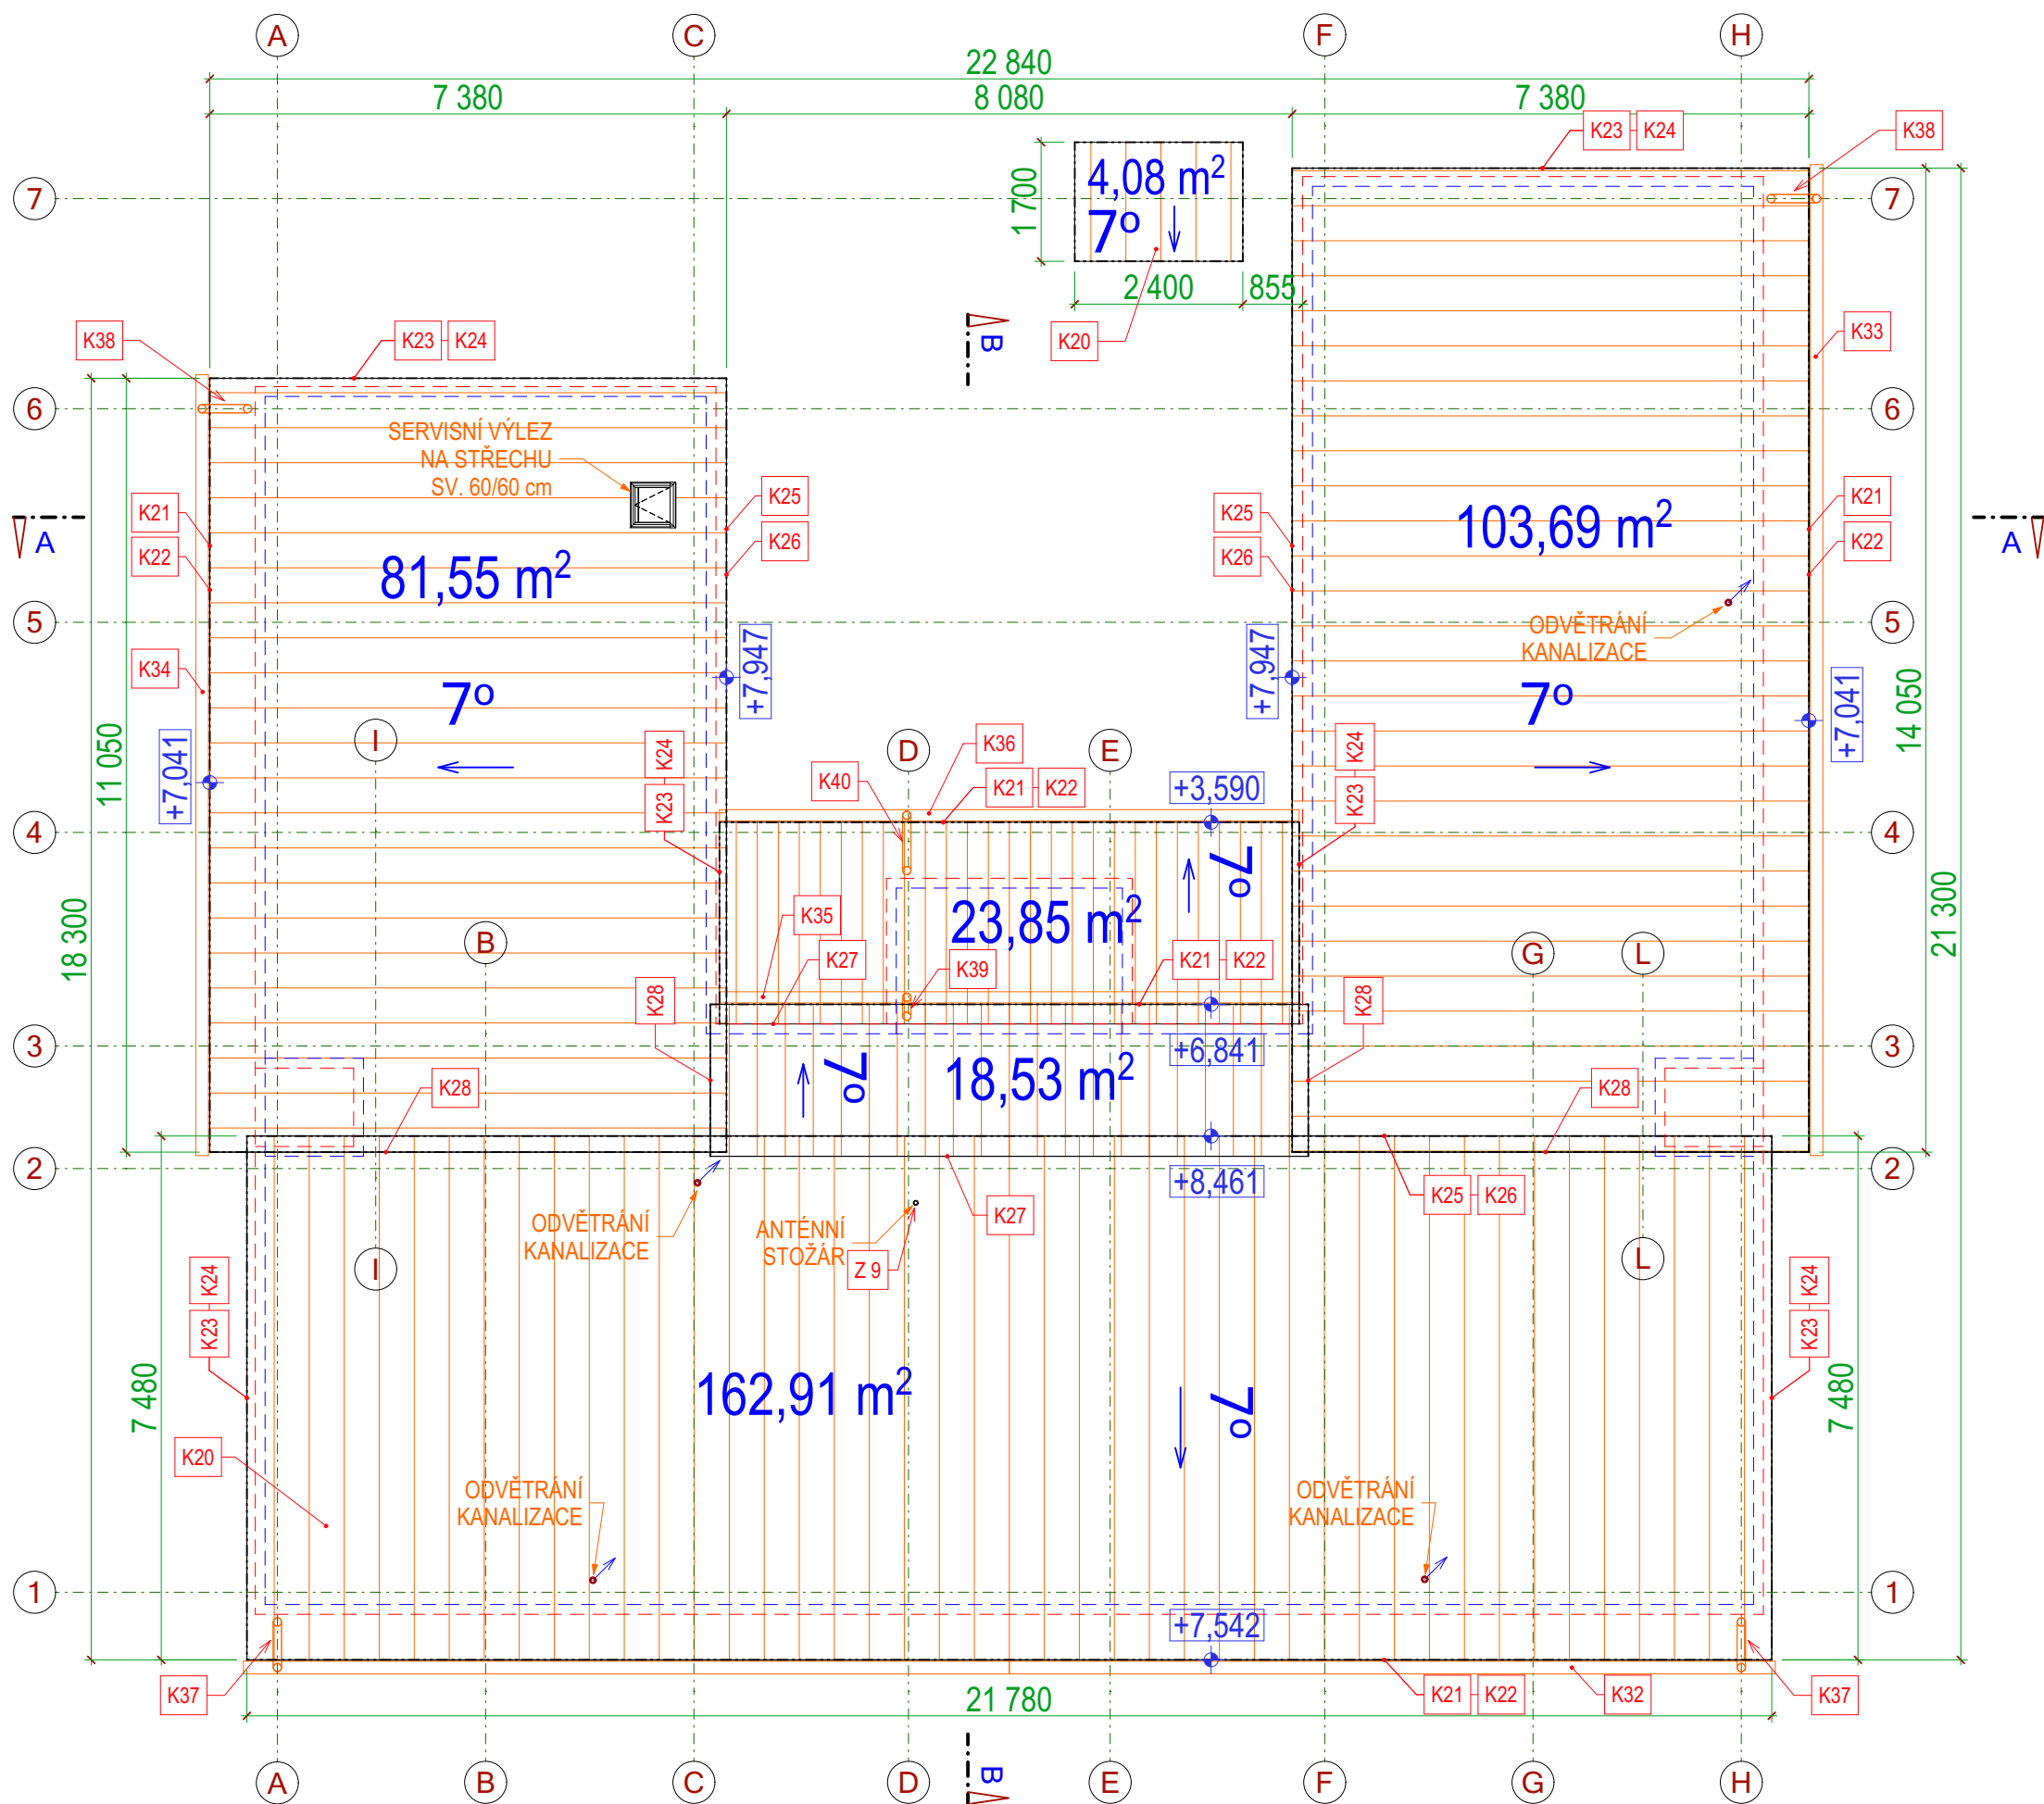 A
C
F
H
22 840
7 380
8 080
7 380
K23
K24
K38
7
4,08 m²
7º
1 700
7
2 400
855
K20
B
K38
K23
K24
K33
6
6
SERVISNÍ VÝLEZ
NA STŘECHU
SV. 60/60 cm
K21
K22
A
K25
K26
K25
K26
103,69 m²
K21
K22
A
81,55 m²
5
ODVĚTRÁNÍ
KANALIZACE
5
K34
7º
+7,947
+7,947
7º
14 050
+7,041
11 050
+7,041
I
K24
K23
D
E
K36
K40
K21
K22
+3,590
K24
K23
4
4
7º
18 300
23,85 m²
21 300
K35
K27
K39
K21
K22
B
G
L
K28
K28
3
+6,841
3
7º
18,53 m²
K28
K28
2
+8,461
2
K25
K26
K27
ODVĚTRÁNÍ
KANALIZACE
ANTÉNNÍ
STOŽÁR
Z 9
I
L
K24
K23
K24
K23
7 480
162,91 m²
7º
7 480
K20
ODVĚTRÁNÍ
KANALIZACE
ODVĚTRÁNÍ
KANALIZACE
1
1
+7,542
K37
21 780
K21
K22
K32
K37
A
B
C
D
B
E
F
G
H